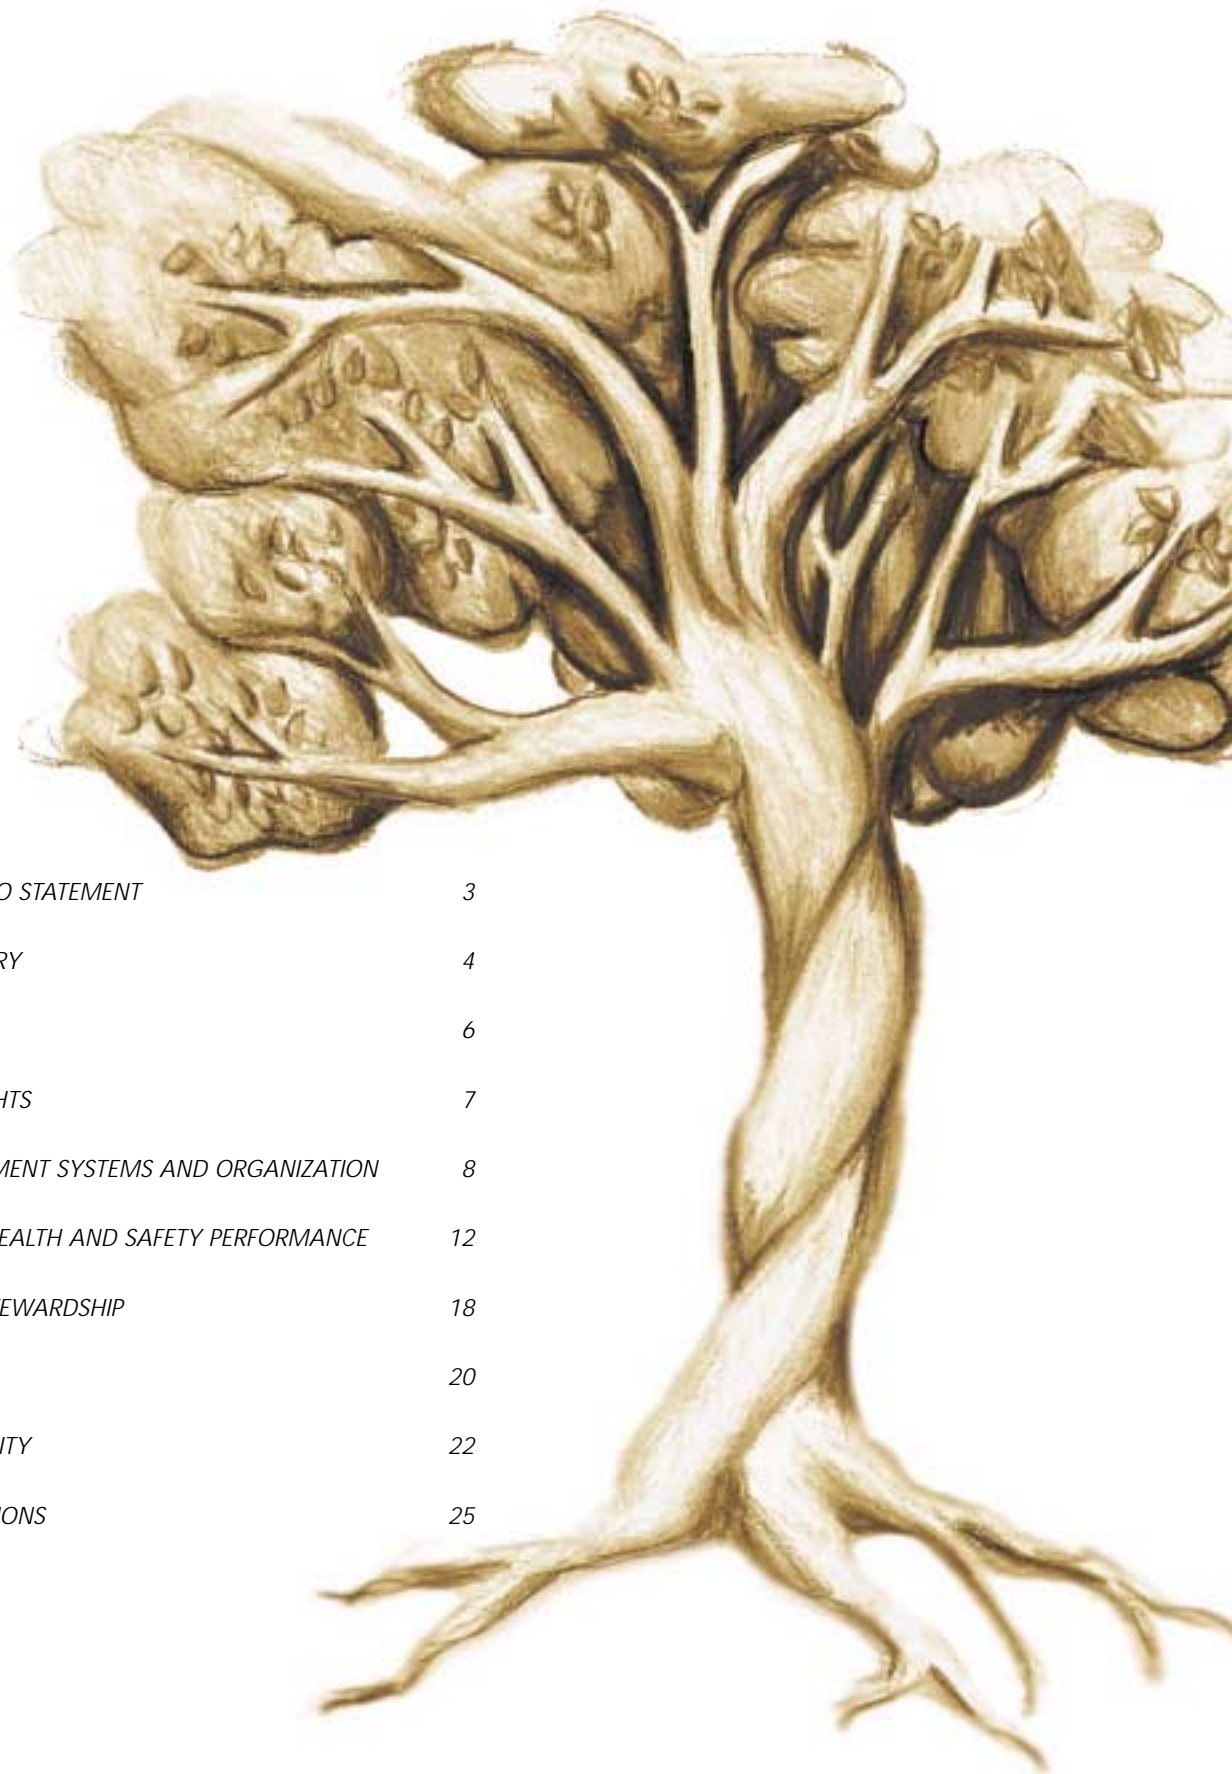 O STATEMENT 3
RY 4
6
HTS 7
MENT SYSTEMS AND ORGANIZATION 8
EALTH AND SAFETY PERFORMANCE 12
EWARDSHIP 18
20
ITY 22
IONS 25